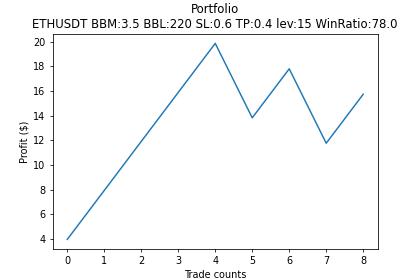 Portfolio
ETHUSDT BBM:3.5 BBL:220 SL:0.6 TP:0.4 lev:15 WinRatio:78.0
20
18
16
14
12
10
8
6
4
Profit ($)
0 1 2 3 4 5 6 7 8
Trade counts